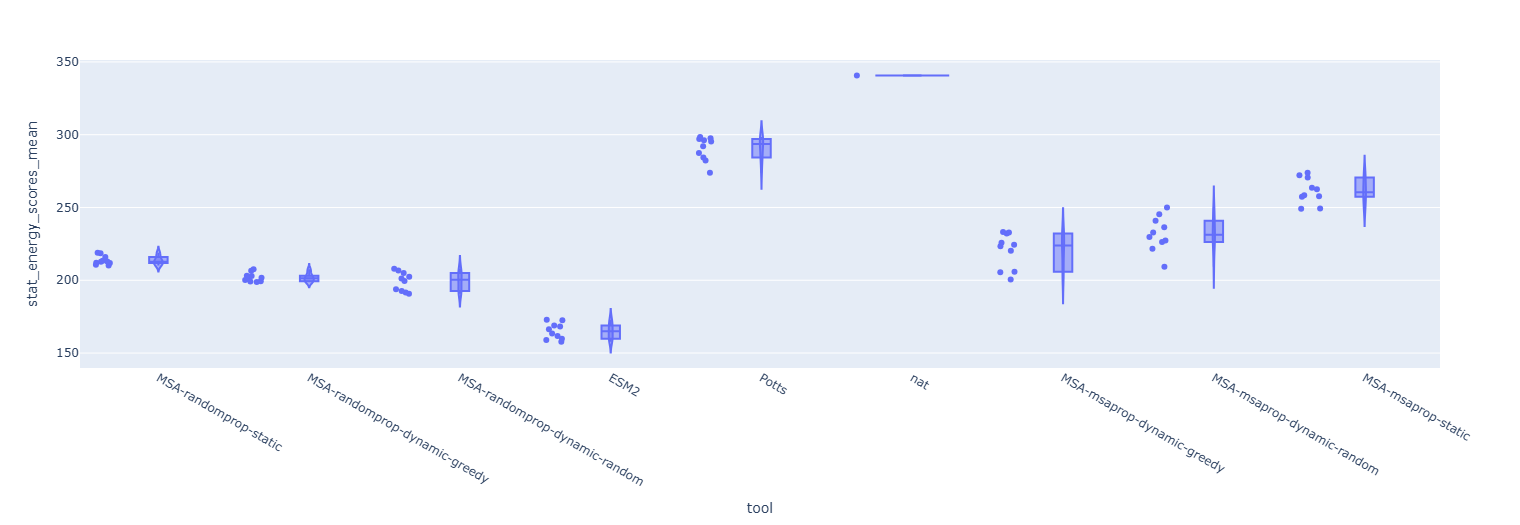 stat_energy_scores_mean
350
300
250
200
150
MSA-randomprop-static
MSA-randomprop-dynamic-greedy
MSA-randomprop-dynamic-random
ESM2
Potts
nat
MSA-msaprop-dynamic-greedy
MSA-msaprop-dynamic-random
MSA-msaprop-static
tool